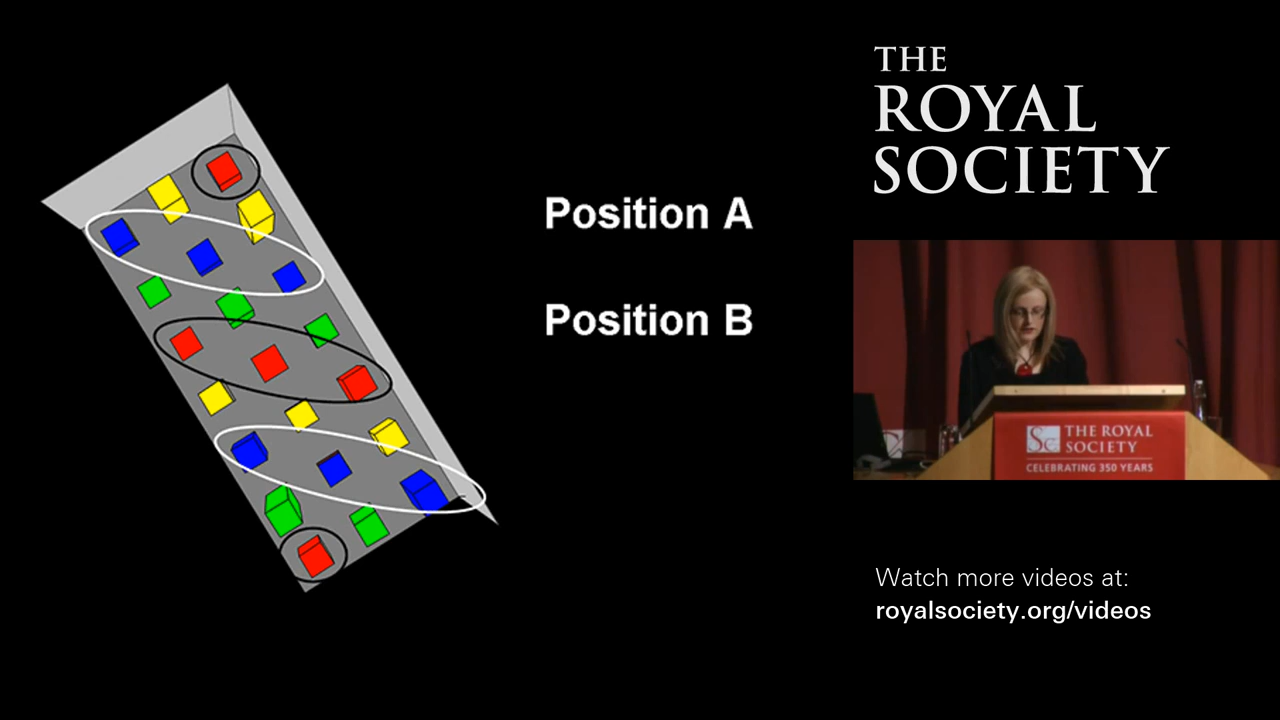 Position A
Position B
THE
ROYAL
SOCIETY
THE ROYAL
SOCIETY
CELEBRATING 350 YEARS
Watch more videos at:
royalsociety.org/videos